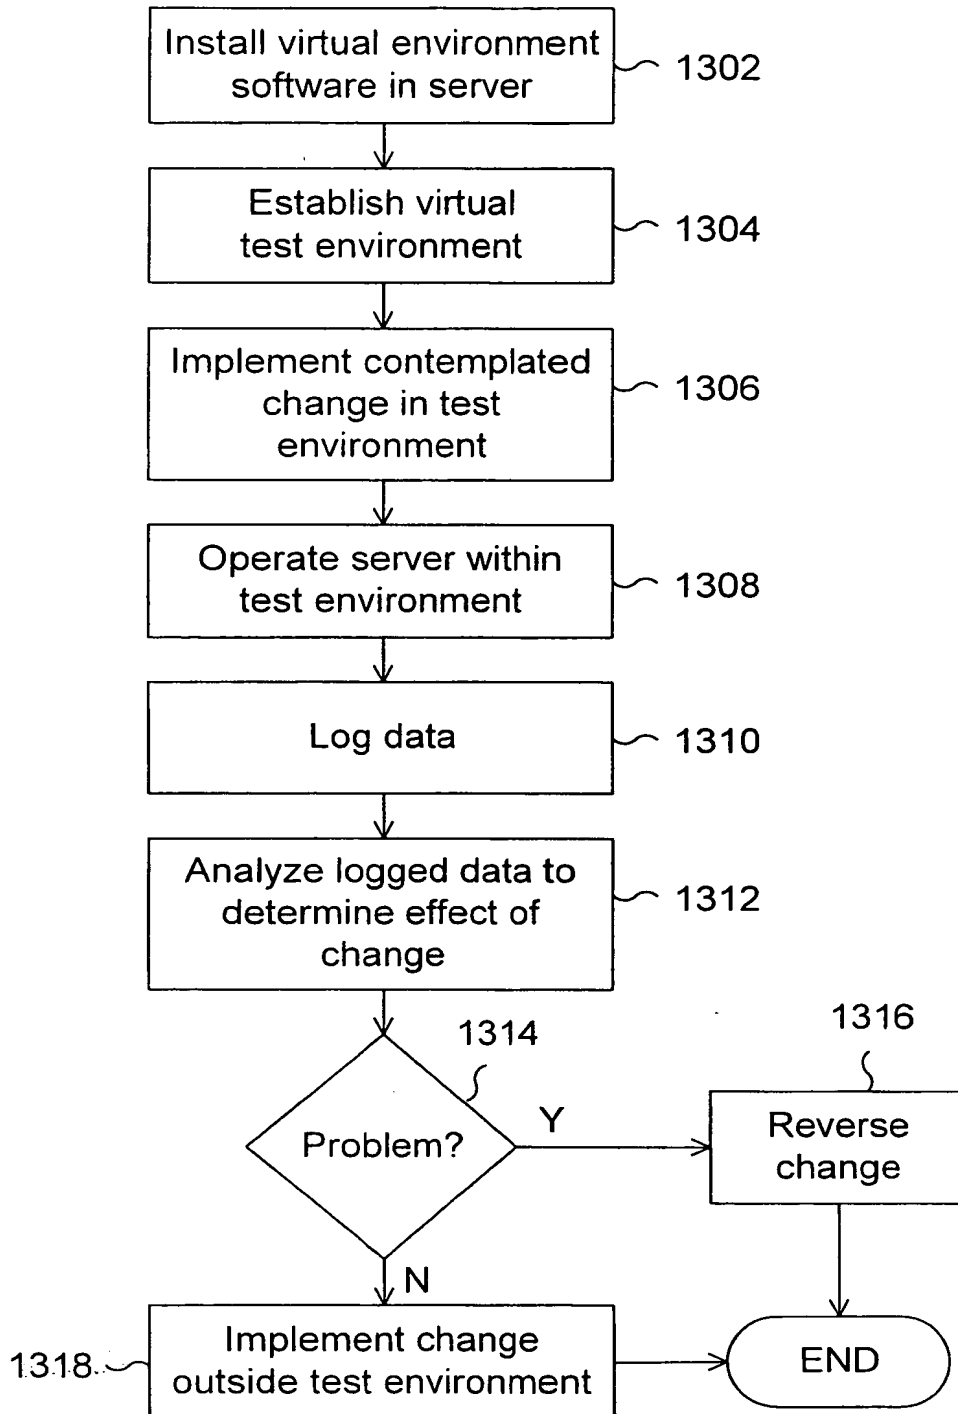 Install virtual environment
software in server
1302
Establish virtual
test environment
1304
Implement contemplated
change in test
environment
1306
Operate server within
test environment
1308
Log data
1310
Analyze logged data to
determine effect of
change
1312
1314
Problem?
Y
N
1316
Reverse
change
Implement change
outside test environment
1318
END